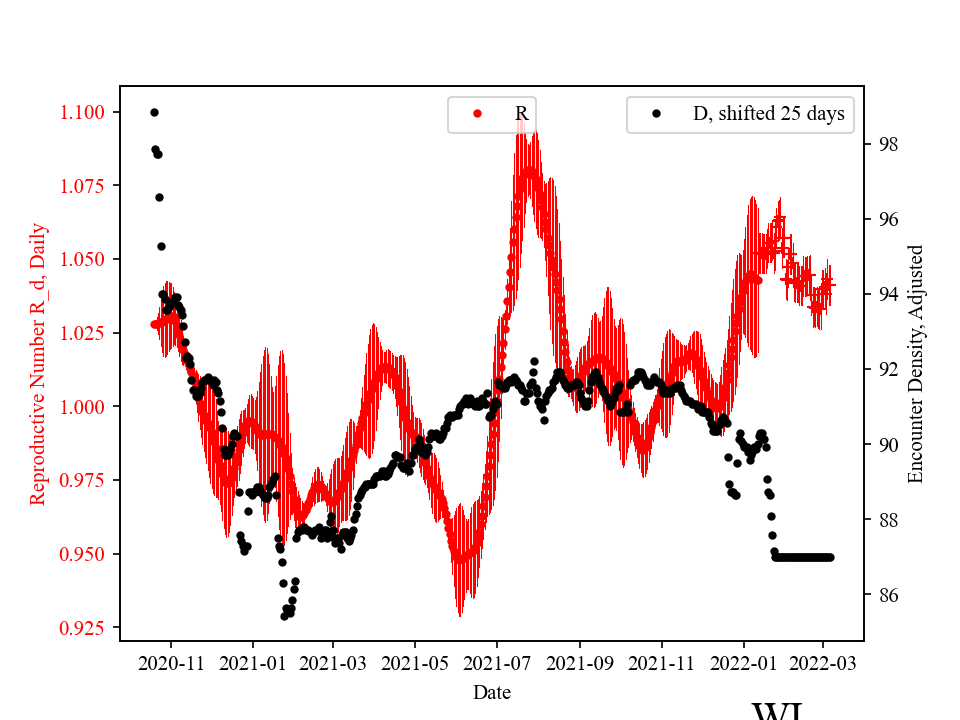 R
D, shifted 25 days
Reproductive Number R_d, Daily
1.100
1.075
1.050
1.025
1.000
0.975
0.950
0.925
98
96
94
92
90
88
86
Encounter Density, Adjusted
2020-11 2021-01 2021-03 2021-05 2021-07 2021-09 2021-11 2022-01 2022-03
Date
WI